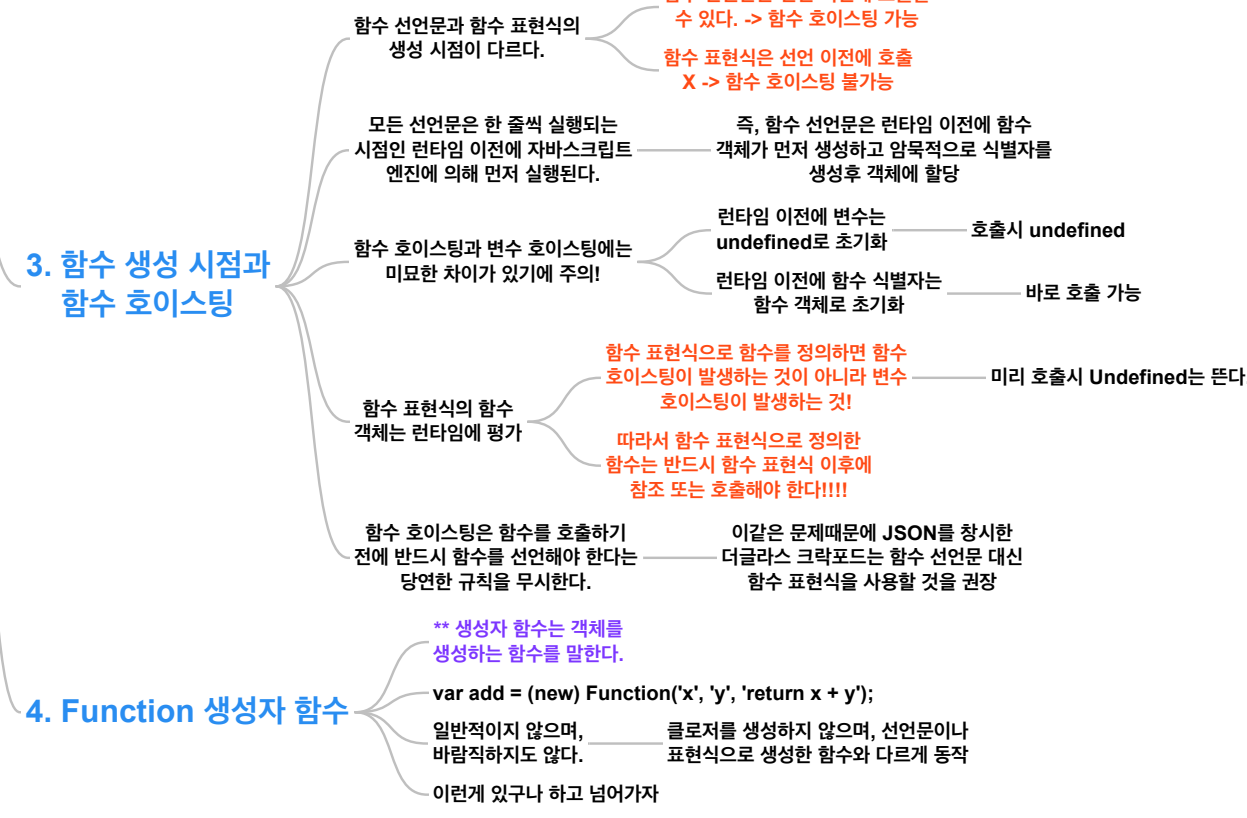 함수 선언문과 함수 표현식의
생성 시점이 다르다.
수 있다. -> 함수 호이스팅 가능
함수 표현식은 선언 이전에 호출
X -> 함수 호이스팅 불가능
모든 선언문은 한 줄씩 실행되는
시점인 런타임 이전에 자바스크립트
엔진에 의해 먼저 실행된다.
즉, 함수 선언문은 런타임 이전에 함수
객체가 먼저 생성하고 암묵적으로 식별자를
생성후 객체에 할당
3. 함수 생성 시점과
함수 호이스팅
함수 호이스팅과 변수 호이스팅에는
미묘한 차이가 있기에 주의!
런타임 이전에 변수는
undefined로 초기화
호출시 undefined
런타임 이전에 함수 식별자는
함수 객체로 초기화
바로 호출 가능
함수 표현식의 함수
객체는 런타임에 평가
함수 표현식으로 함수를 정의하면 함수
호이스팅이 발생하는 것이 아니라 변수
호이스팅이 발생하는 것!
미리 호출시 Undefined는 뜬다
따라서 함수 표현식으로 정의한
함수는 반드시 함수 표현식 이후에
참조 또는 호출해야 한다!!!!
함수 호이스팅은 함수를 호출하기
전에 반드시 함수를 선언해야 한다는
당연한 규칙을 무시한다.
이같은 문제때문에 JSON를 창시한
더글라스 크락포드는 함수 선언문 대신
함수 표현식을 사용할 것을 권장
4. Function 생성자 함수
** 생성자 함수는 객체를
생성하는 함수를 말한다.
var add = (new) Function('x', 'y', 'return x + y');
일반적이지 않으며,
바람직하지도 않다.
클로저를 생성하지 않으며, 선언문이나
표현식으로 생성한 함수와 다르게 동작
이런게 있구나 하고 넘어가자